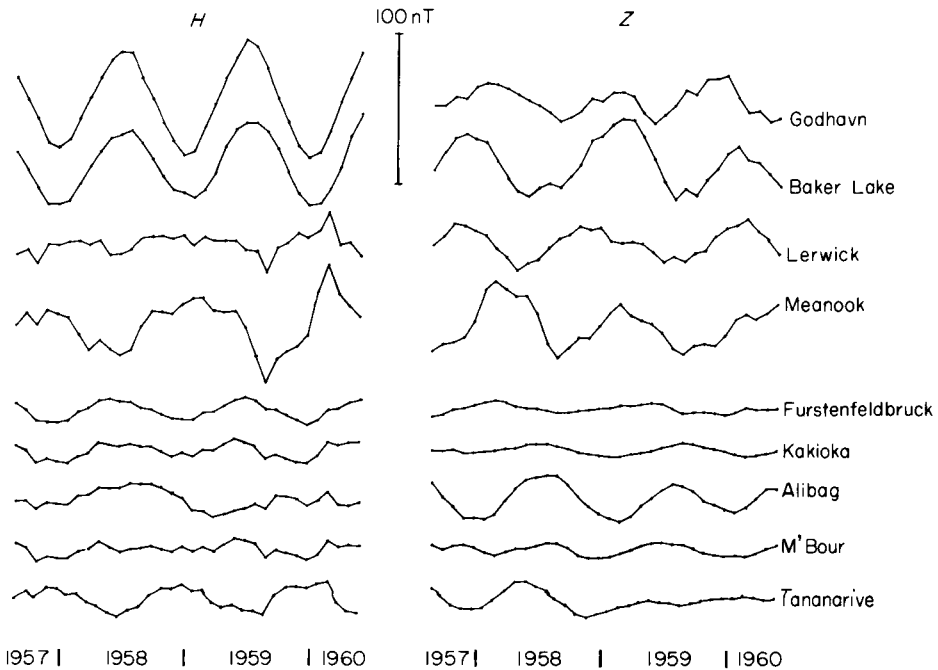 H 100 nT Z
Godhavn
Baker Lake
Lerwick
Meanook
Furstenfeldbruck
Kakioka
Alibag
M'Bour
Tananarive
1957 | 1958 | 1959 | 1960 1957 | 1958 | 1959 | 1960